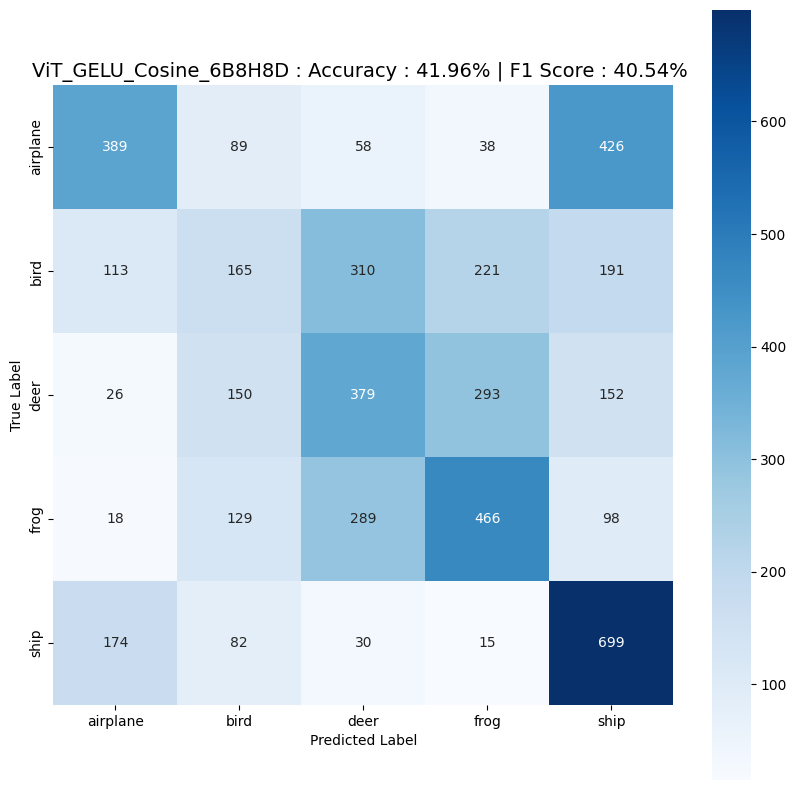 ViT_GELU_Cosine_6B8H8D : Accuracy : 41.96% | F1 Score : 40.54%
airplane 389 89 58 38 426
bird 113 165 310 221 191
deer 26 150 379 293 152
frog 18 129 289 466 98
ship 174 82 30 15 699
True Label
airplane bird deer frog ship
Predicted Label
600
500
400
300
200
100